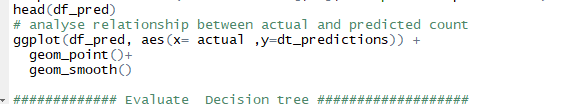 head(df_pred)
# analyse relationship between actual and predicted count
ggplot(df_pred, aes(x= actual ,y=dt_predictions)) +
  geom_point()+
  geom_smooth()
############# Evaluate  Decision tree ###################